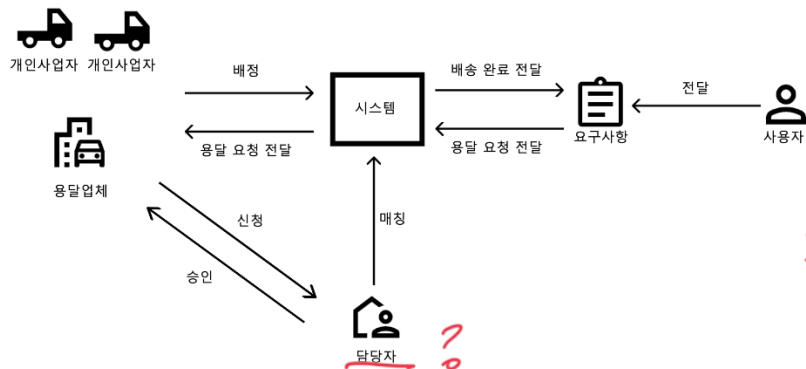 개인사업자 개인사업자
배정
시스템
배송 완료 전달
전달
용달 요청 전달
용달 요청 전달
요구사항
사용자
용달업체
신청
매칭
승인
담당자
?